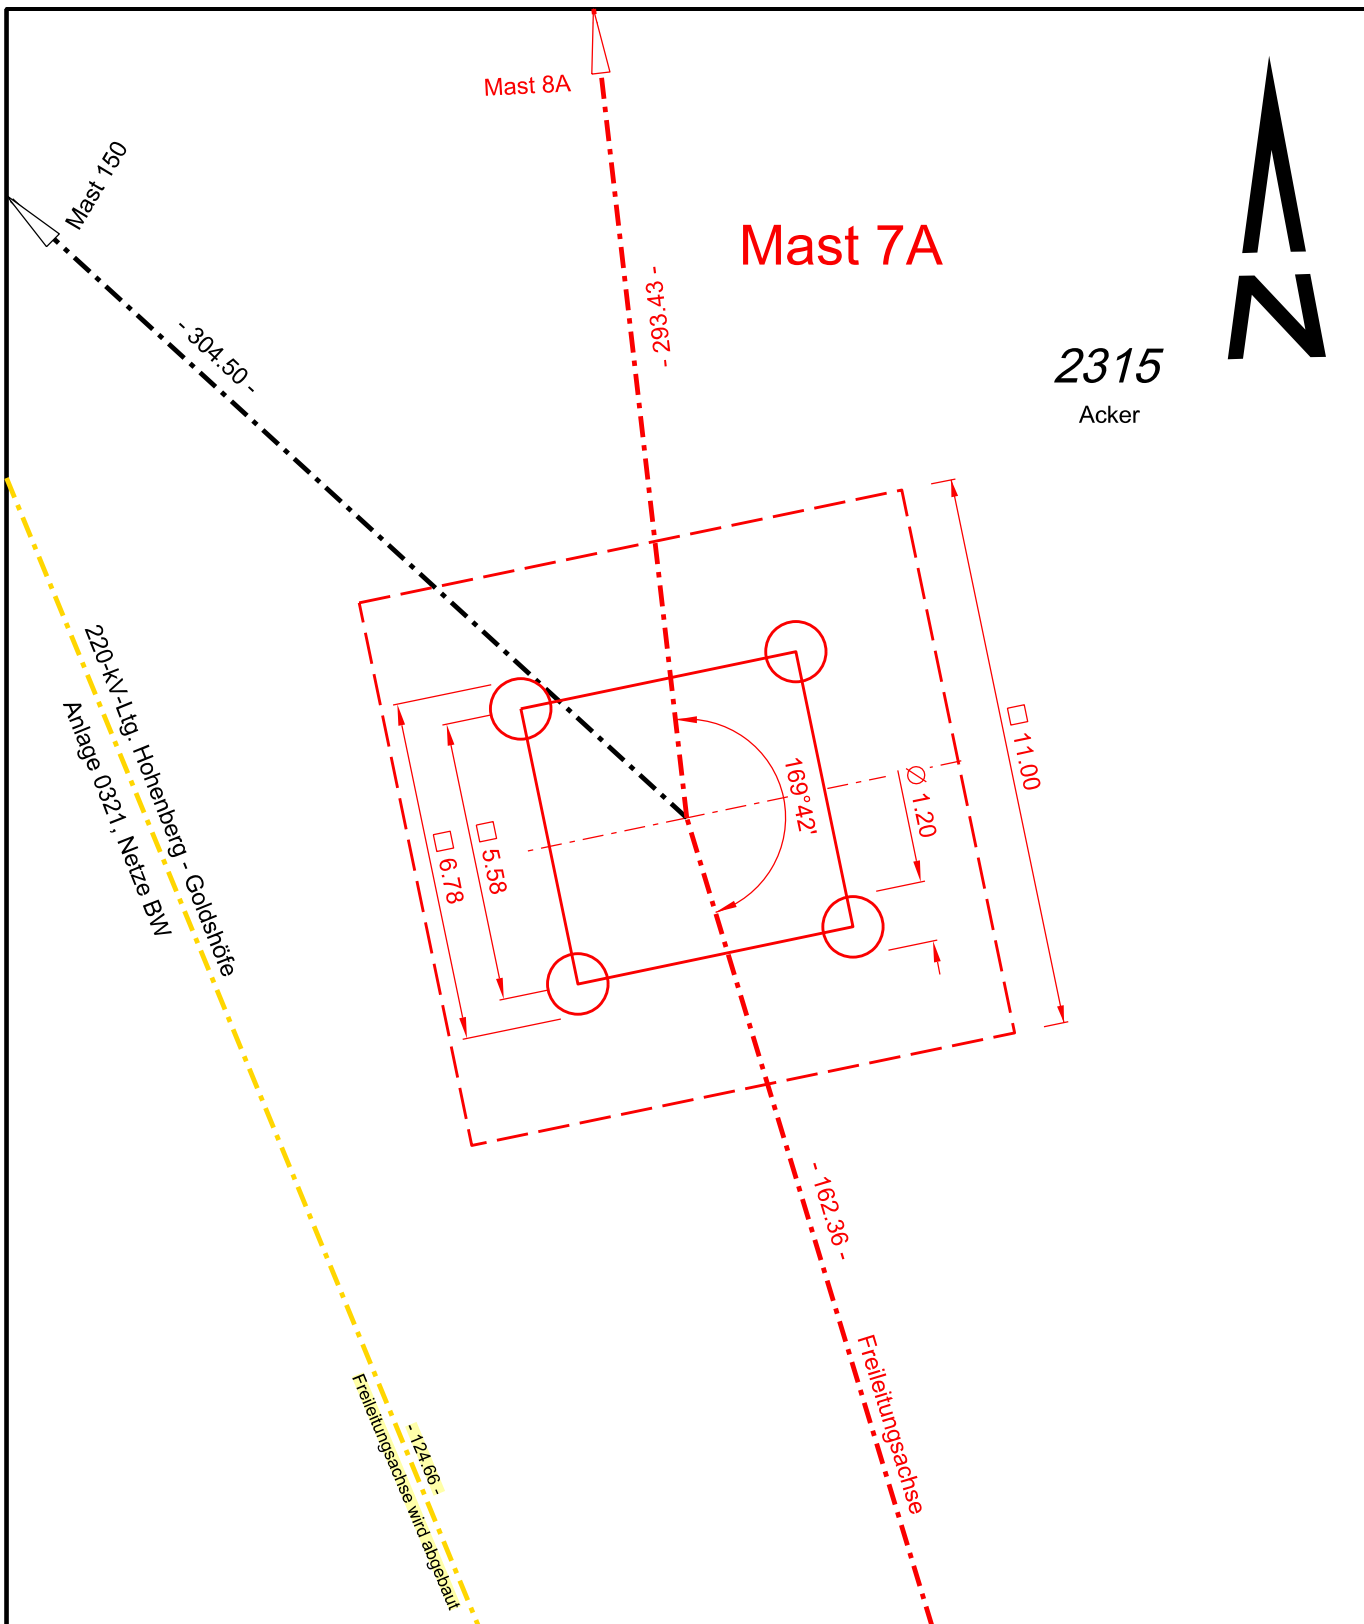 Mast 8A
Mast 150
Mast 7A
- 293.43 -
- 304.50 -
N
2315
Acker
220-kV-Ltg. Hohenberg - Goldshöfe
Anlage 0321, Netze BW
□ 11.00
169°42'
Ø 1.20
□ 5.58
□ 6.78
- 162.36 -
Freileitungsachse
- 124.66 -
Freileitungsachse wird abgebaut